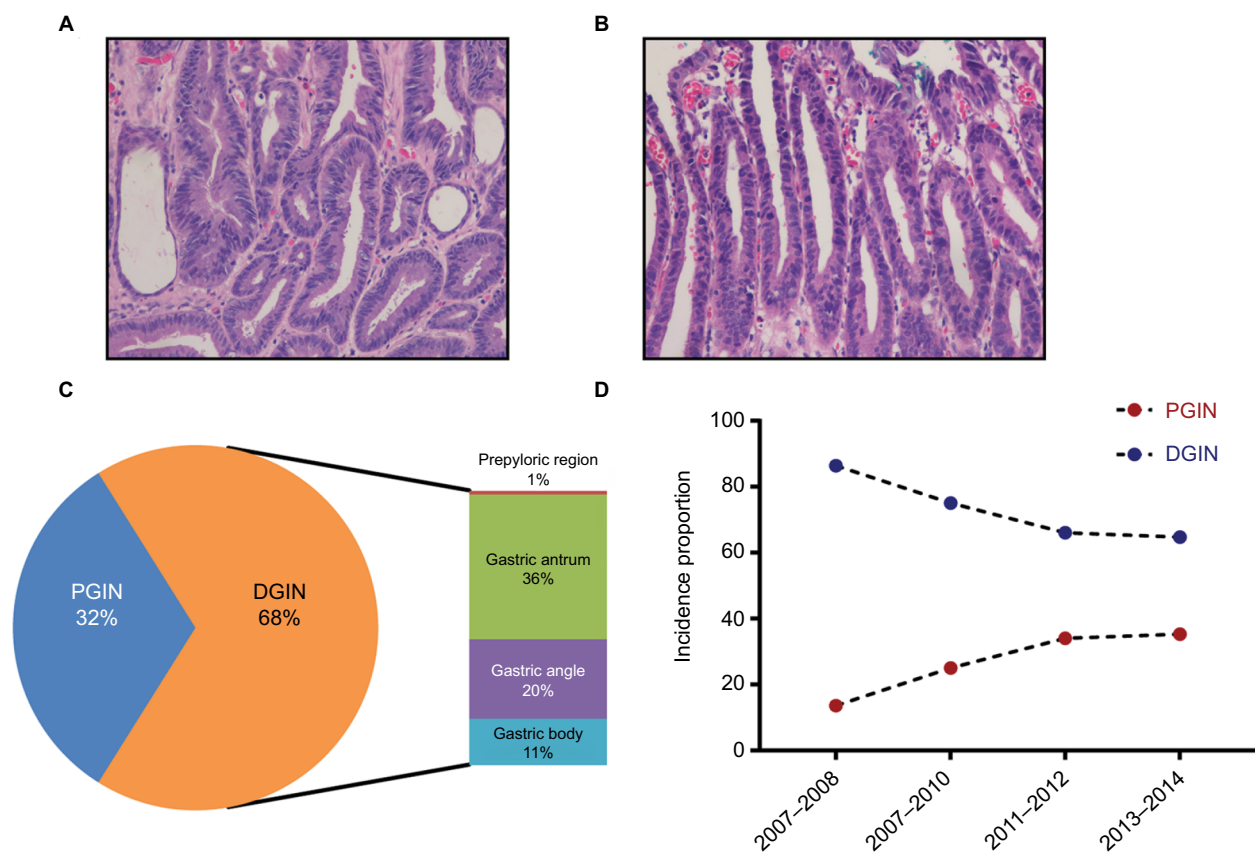 A
B
C
PGIN
32%
DGIN
68%
Prepyloric region
1%
Gastric antrum
36%
Gastric angle
20%
Gastric body
11%
D
PGIN
DGIN
Incidence proportion
100
80
60
40
20
0
2007–2008
2007–2010
2011–2012
2013–2014